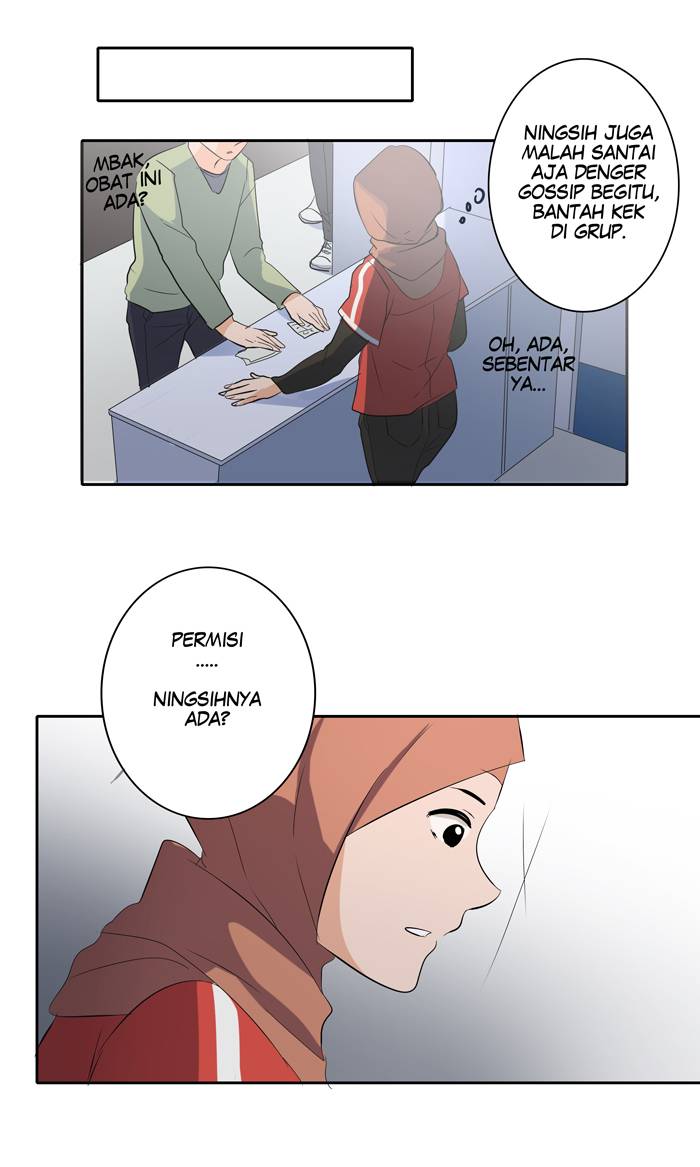 NINGSIH JUGA
MALAH SANTAI
AJA DENGER
GOSSIP BEGITU,
BANTAH KEK
DI GRUP.
MBAK,
OBAT INI
ADA?
OH, ADA,
SEBENTAR
YA...
PERMISI
.....
NINGSIHNYA
ADA?